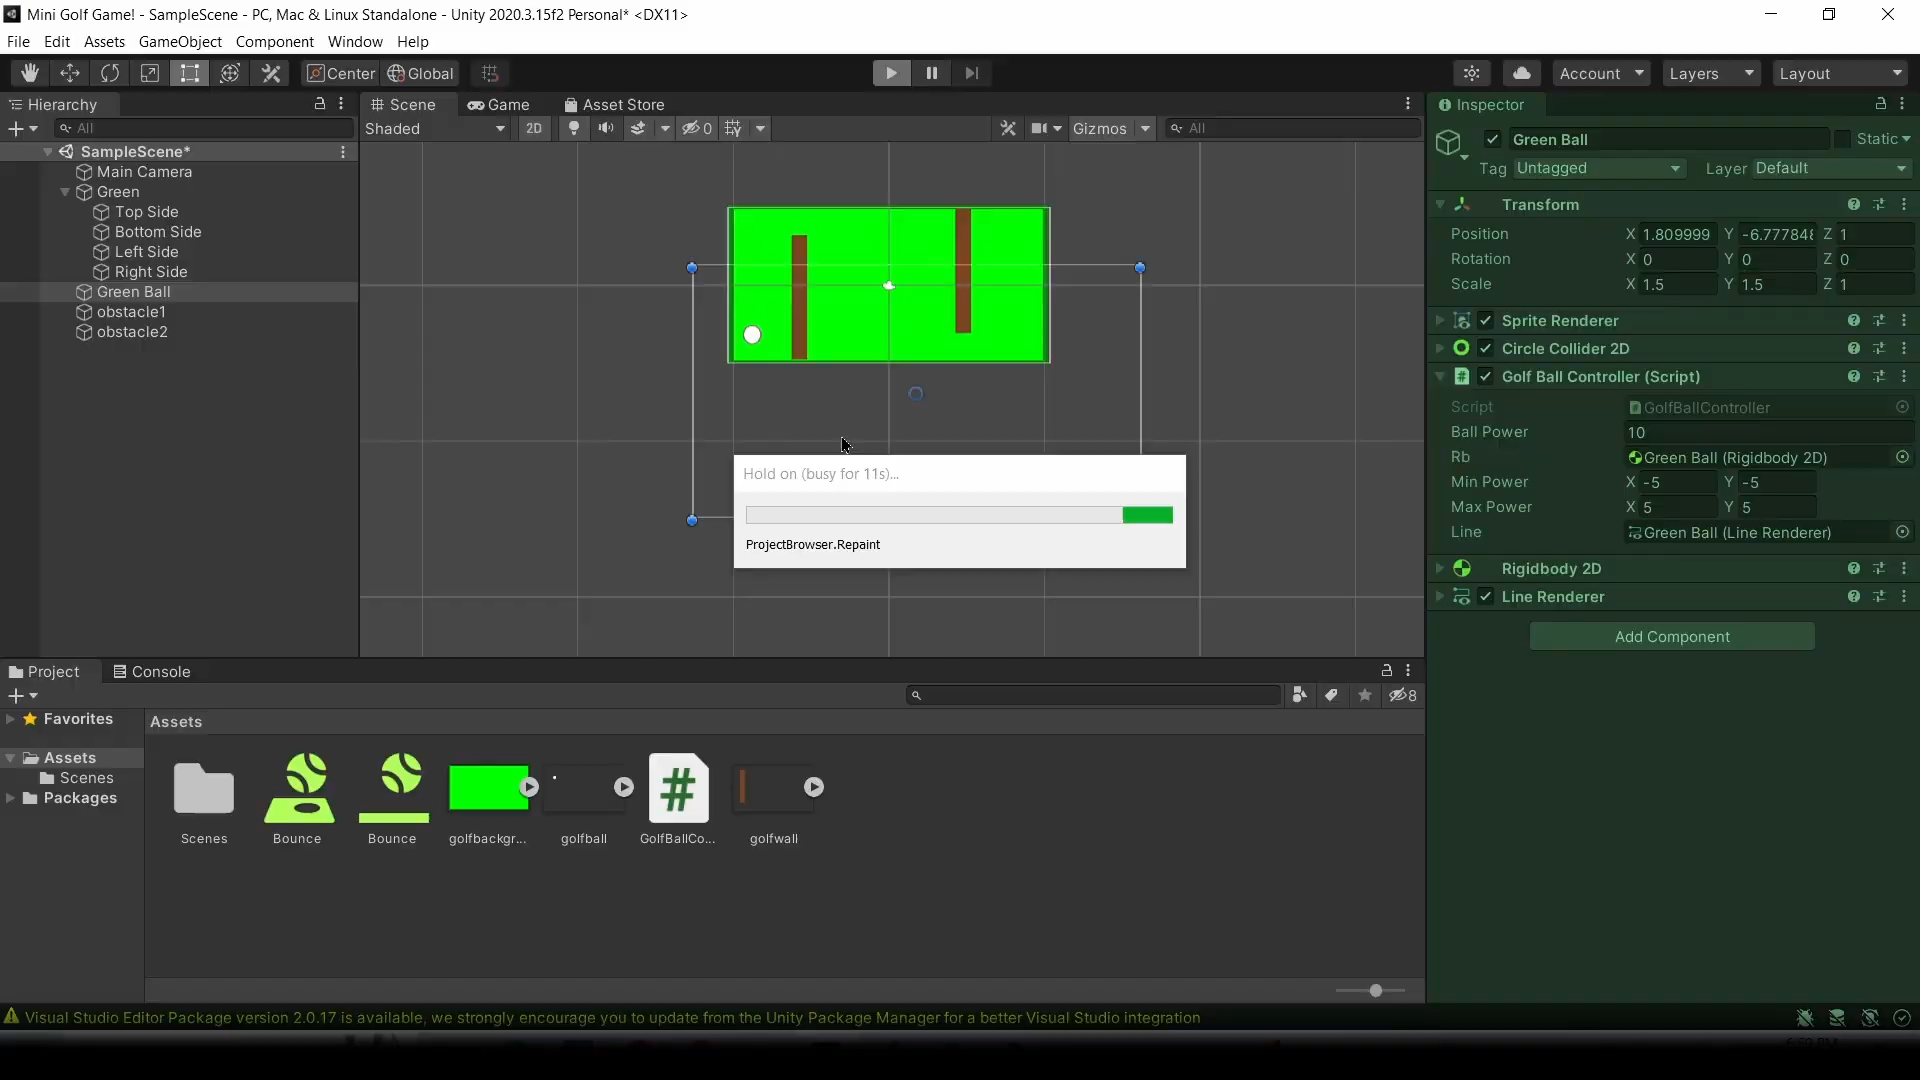 Mini Golf Game! - SampleScene - PC, Mac & Linux Standalone - Unity 2020.3.15f2 Personal* <DX11>
File Edit Assets GameObject Component Window Help
Center Global Account Layers Layout
Hierarchy
All
SampleScene*
Main Camera
Green
Top Side
Bottom Side
Left Side
Right Side
Green Ball
obstacle1
obstacle2
Scene Game Asset Store
Shaded 2D 0 Gizmos All
Hold on (busy for 11s)...
ProjectBrowser.Repaint
Inspector
Green Ball Static
Tag Untagged Layer Default
Transform
Position X 1.809999 Y -6.777848 Z 1
Rotation X 0 Y 0 Z 0
Scale X 1.5 Y 1.5 Z 1
Sprite Renderer
Circle Collider 2D
# Golf Ball Controller (Script)
Script GolfBallController
Ball Power 10
Rb Green Ball (Rigidbody 2D)
Min Power X -5 Y -5
Max Power X 5 Y 5
Line Green Ball (Line Renderer)
Rigidbody 2D
Line Renderer
Add Component
Project Console
8
Favorites
Assets
Scenes
Packages
Assets
#
Scenes Bounce Bounce golfbackgr... golfball GolfBallCo... golfwall
Visual Studio Editor Package version 2.0.17 is available, we strongly encourage you to update from the Unity Package Manager for a better Visual Studio integration